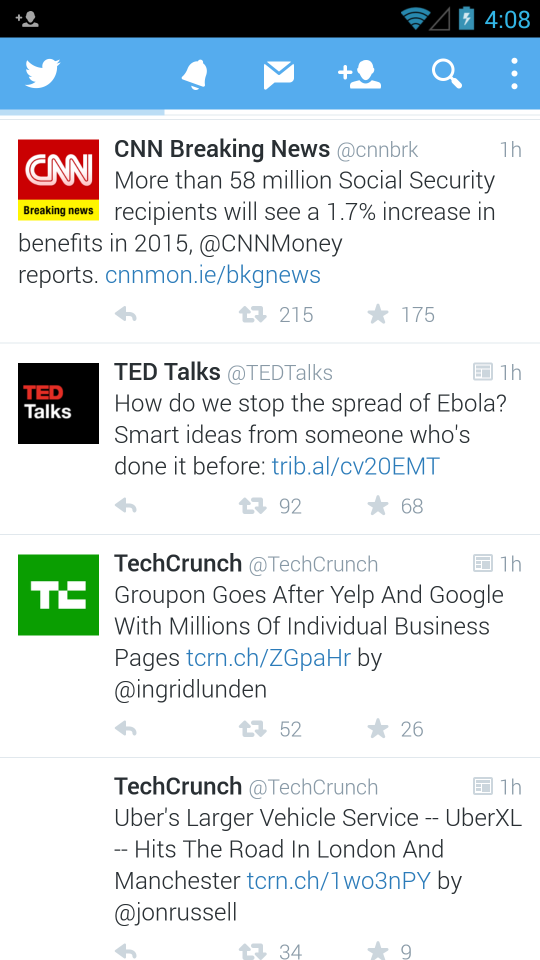 4:08
CNN Breaking News @cnnbrk 1h
CNN
Breaking news
More than 58 million Social Security
recipients will see a 1.7% increase in
benefits in 2015, @CNNMoney
reports. cnnmon.ie/bkgnews
215 175
TED Talks @TEDTalks 1h
TED
Talks
How do we stop the spread of Ebola?
Smart ideas from someone who's
done it before: trib.al/cv20EMT
92 68
TechCrunch @TechCrunch 1h
TC
Groupon Goes After Yelp And Google
With Millions Of Individual Business
Pages tcrn.ch/ZGpaHr by
@ingridlunden
52 26
TechCrunch @TechCrunch 1h
Uber's Larger Vehicle Service -- UberXL
-- Hits The Road In London And
Manchester tcrn.ch/1wo3nPY by
@jonrussell
34 9